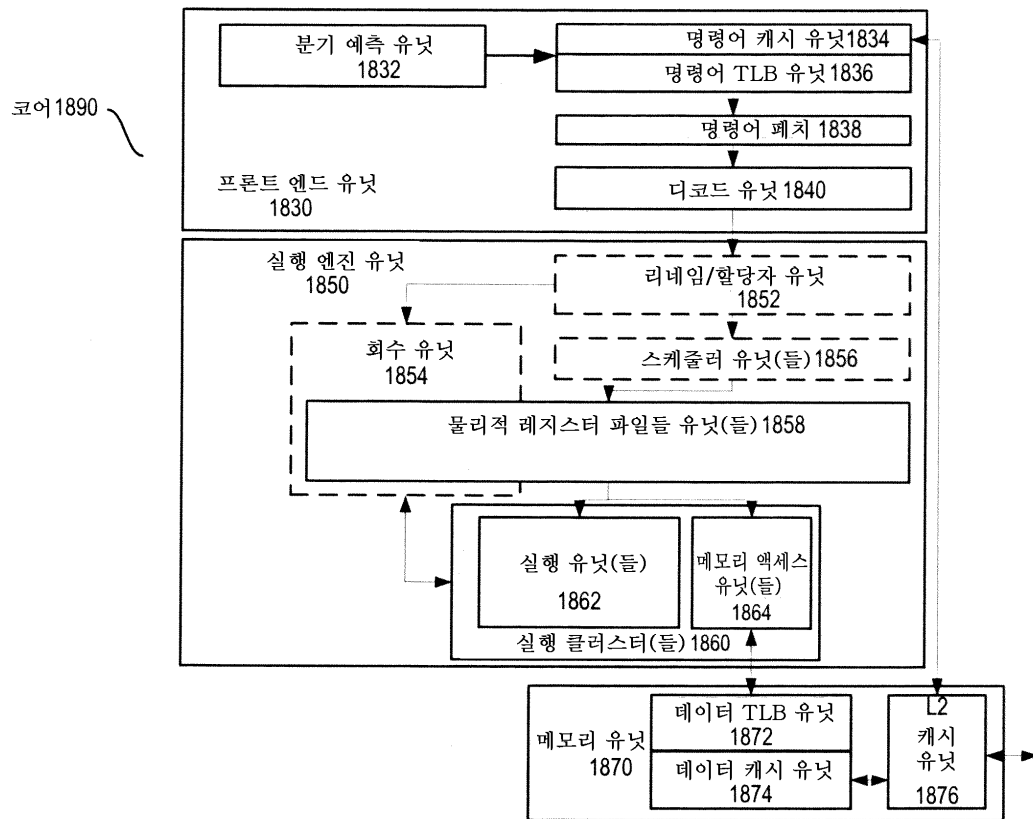 분기 예측 유닛
1832
명령어 캐시 유닛1834
명령어 TLB 유닛1836
코어1890
명령어 페치 1838
프론트 엔드 유닛
1830
디코드 유닛1840
실행 엔진 유닛
1850
리네임/할당자 유닛
1852
회수 유닛
1854
스케줄러 유닛(들)1856
물리적 레지스터 파일들 유닛(들)1858
실행 유닛(들)
1862
메모리 액세스
유닛(들)
1864
실행 클러스터(들)1860
메모리 유닛
1870
데이터 TLB 유닛
1872
데이터 캐시 유닛
1874
L2
캐시
유닛
1876